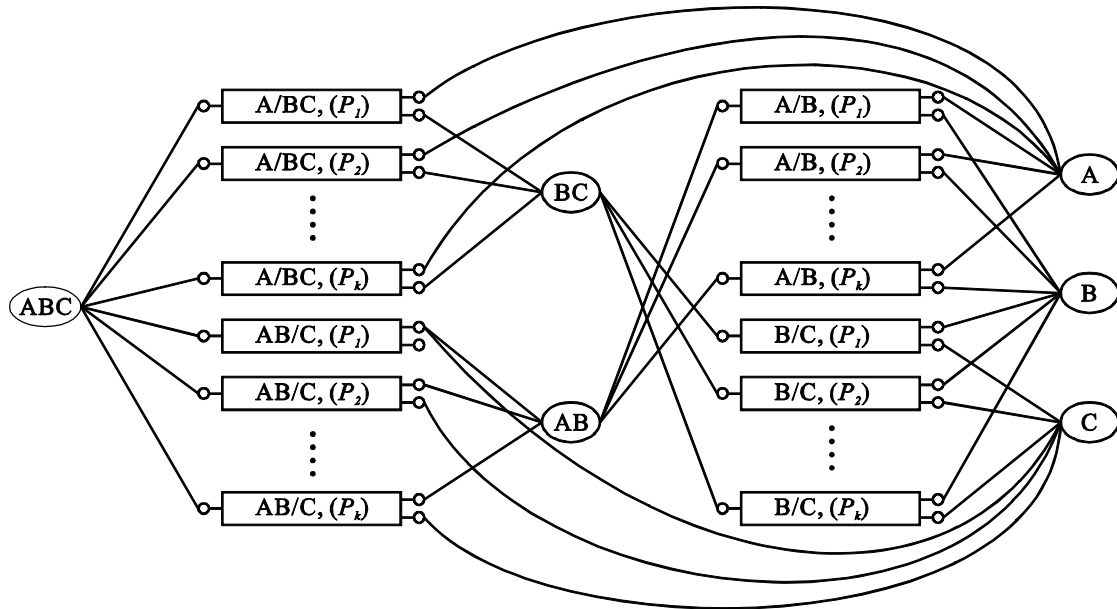 ABC
A/BC, (P1)
A/BC, (P2)
A/BC, (Pk)
AB/C, (P1)
AB/C, (P2)
AB/C, (Pk)
BC
AB
A/B, (P1)
A/B, (P2)
A/B, (Pk)
B/C, (P1)
B/C, (P2)
B/C, (Pk)
A
B
C